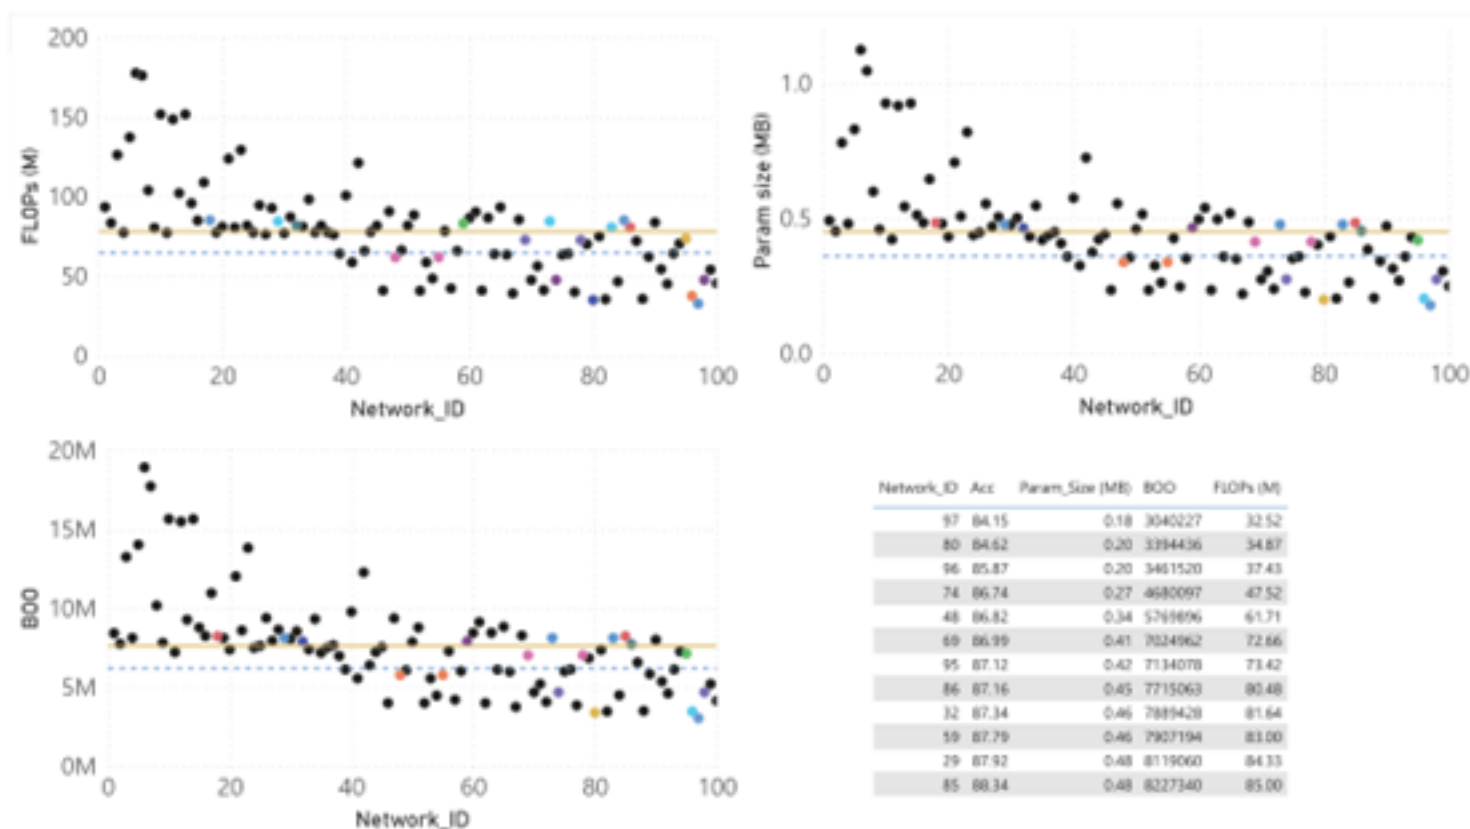 200
150
100
50
0
FLOPs (M)
0 20 40 60 80 100
Network_ID
1.0
0.5
0.0
Param size (MB)
0 20 40 60 80 100
Network_ID
20M
15M
10M
5M
0M
BOO
0 20 40 60 80 100
Network_ID
Network_ID Acc Param_Size (MB) BOO FLOPs (M)
97 84.15 0.18 3040227 32.52
80 84.62 0.20 3394436 34.87
96 85.87 0.20 3461520 37.43
74 86.74 0.27 4680097 47.52
48 86.82 0.34 5769896 61.71
69 86.99 0.41 7024962 72.66
95 87.12 0.42 7134078 73.42
86 87.16 0.45 7715063 80.48
32 87.34 0.46 7889428 81.64
59 87.79 0.46 7907194 83.00
29 87.92 0.48 8119060 84.33
85 88.34 0.48 8227340 85.00